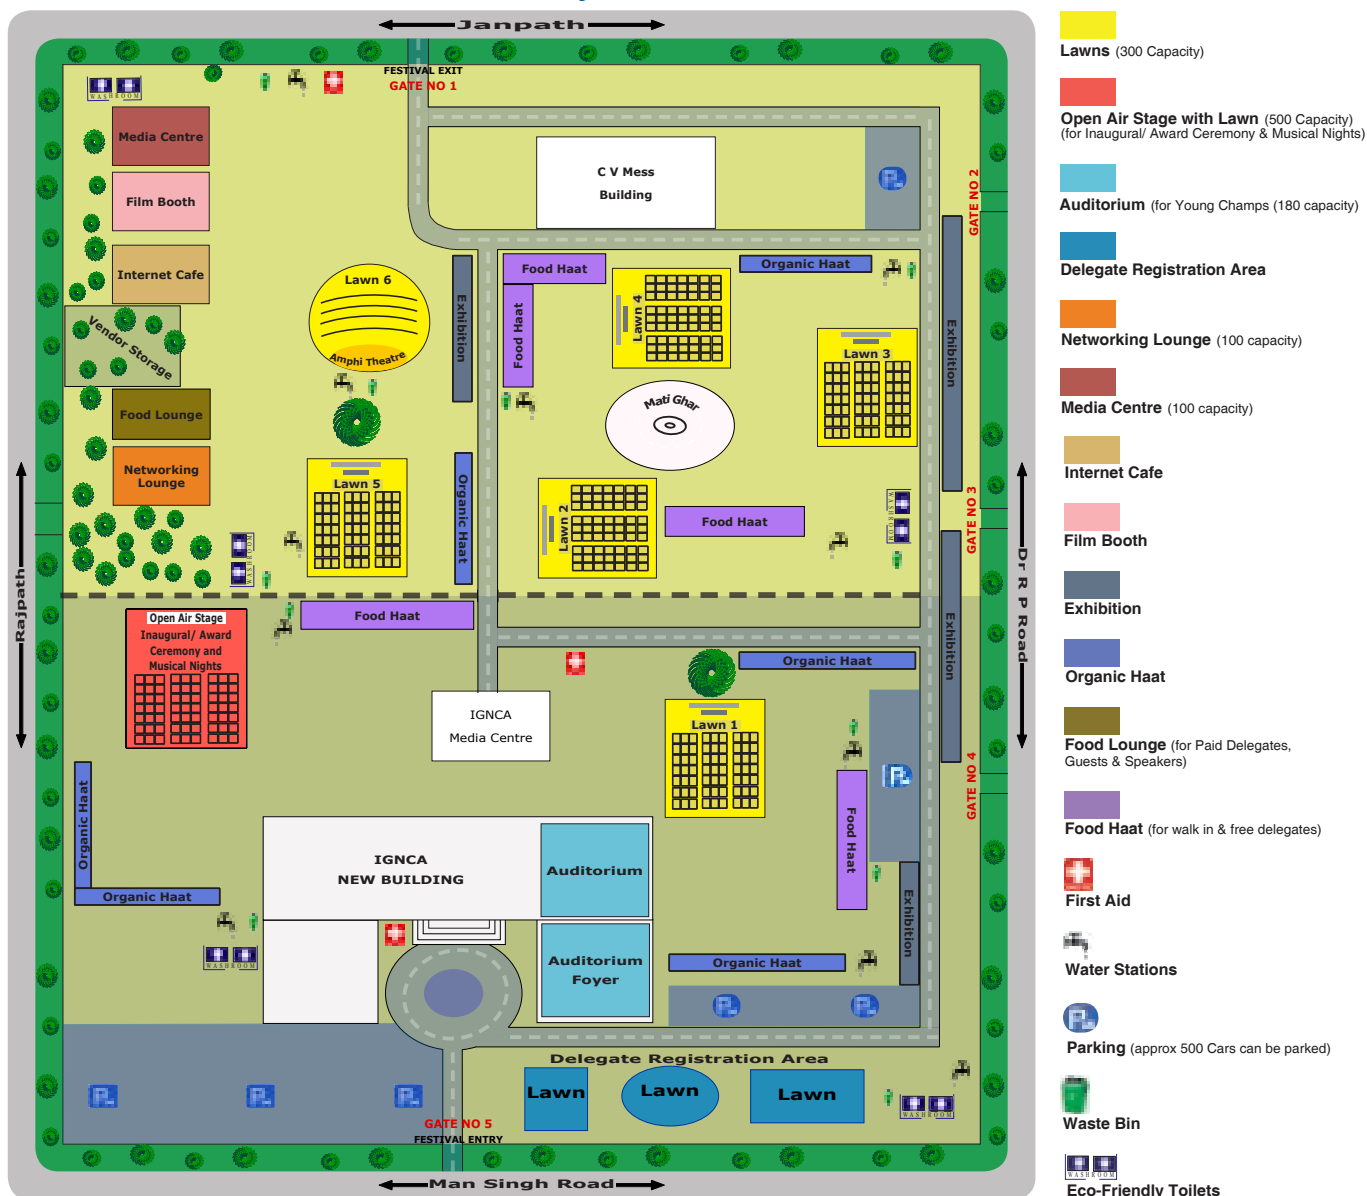 Janpath
FESTIVAL EXIT
GATE NO 1
WASHROOM
Media Centre
Film Booth
Internet Cafe
Vendor Storage
Food Lounge
Networking
Lounge
C V Mess
Building
GATE NO 2
Lawn 6
Amphi Theatre
Exhibition
Food Haat
Food Haat
Lawn 4
Organic Haat
Lawn 3
Exhibition
Mati Ghar
Lawn 5
Organic Haat
Lawn 2
Food Haat
WASHROOM
GATE NO 3
WASHROOM
Rajpath
Dr R P Road
Open Air Stage
Inaugural/ Award
Ceremony and
Musical Nights
Food Haat
Exhibition
Organic Haat
IGNCA
Media Centre
Lawn 1
GATE NO 4
Organic Haat
Organic Haat
Food Haat
IGNCA
NEW BUILDING
Auditorium
Auditorium
Foyer
Exhibition
Organic Haat
WASHROOM
Delegate Registration Area
Lawn
Lawn
Lawn
WASHROOM
GATE NO 5
FESTIVAL ENTRY
Man Singh Road
Lawns (300 Capacity)
Open Air Stage with Lawn (500 Capacity)
(for Inaugural/ Award Ceremony & Musical Nights)
Auditorium (for Young Champs (180 capacity)
Delegate Registration Area
Networking Lounge (100 capacity)
Media Centre (100 capacity)
Internet Cafe
Film Booth
Exhibition
Organic Haat
Food Lounge (for Paid Delegates,
Guests & Speakers)
Food Haat (for walk in & free delegates)
First Aid
Water Stations
Parking (approx 500 Cars can be parked)
Waste Bin
WASHROOM
Eco-Friendly Toilets